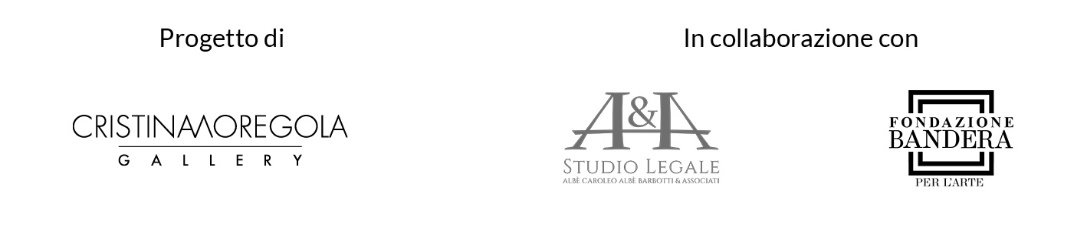 Progetto di
CRISTINAMOREGOLA
GALLERY
In collaborazione con
A&A
STUDIO LEGALE
ALBÈ CAROLEO ALBÈ BARBOTTI & ASSOCIATI
FONDAZIONE
BANDERA
PER L'ARTE